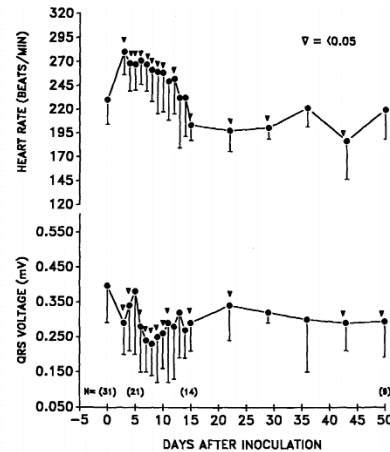 ∇ = <0.05
HEART RATE (BEATS/MIN)
320
295
270
245
220
195
170
145
120
QRS VOLTAGE (mV)
0.550
0.450
0.350
0.250
0.150
0.050
N= (31) (21) (14) (9)
-5 0 5 10 15 20 25 30 35 40 45 50
DAYS AFTER INOCULATION